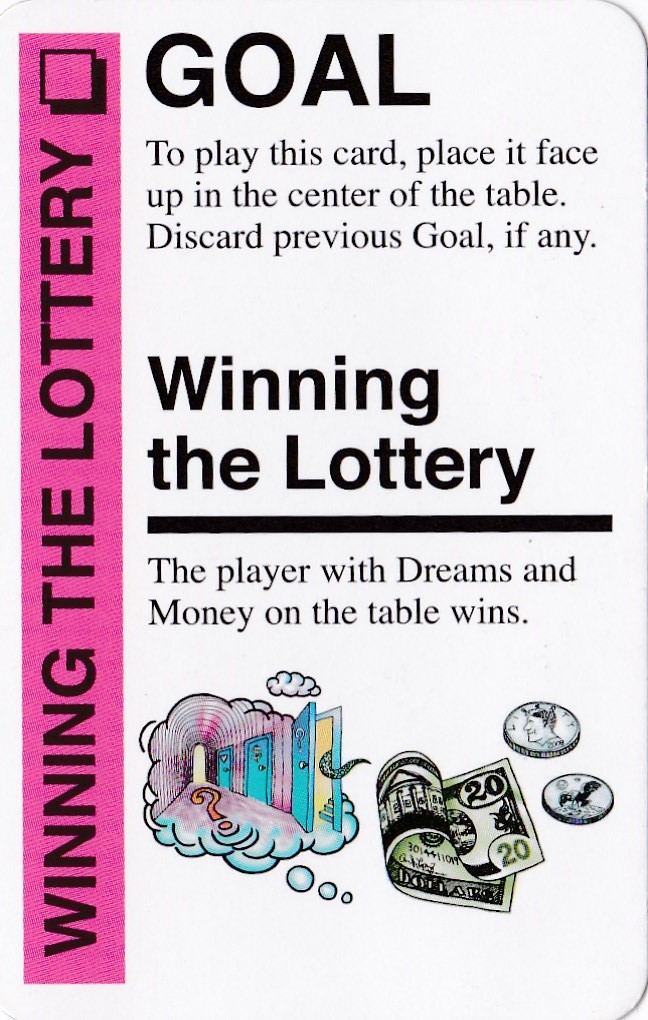 WINNING THE LOTTERY
GOAL
To play this card, place it face
up in the center of the table.
Discard previous Goal, if any.
Winning
the Lottery
The player with Dreams and
Money on the table wins.
?
$
?
20
20
DOLLARS